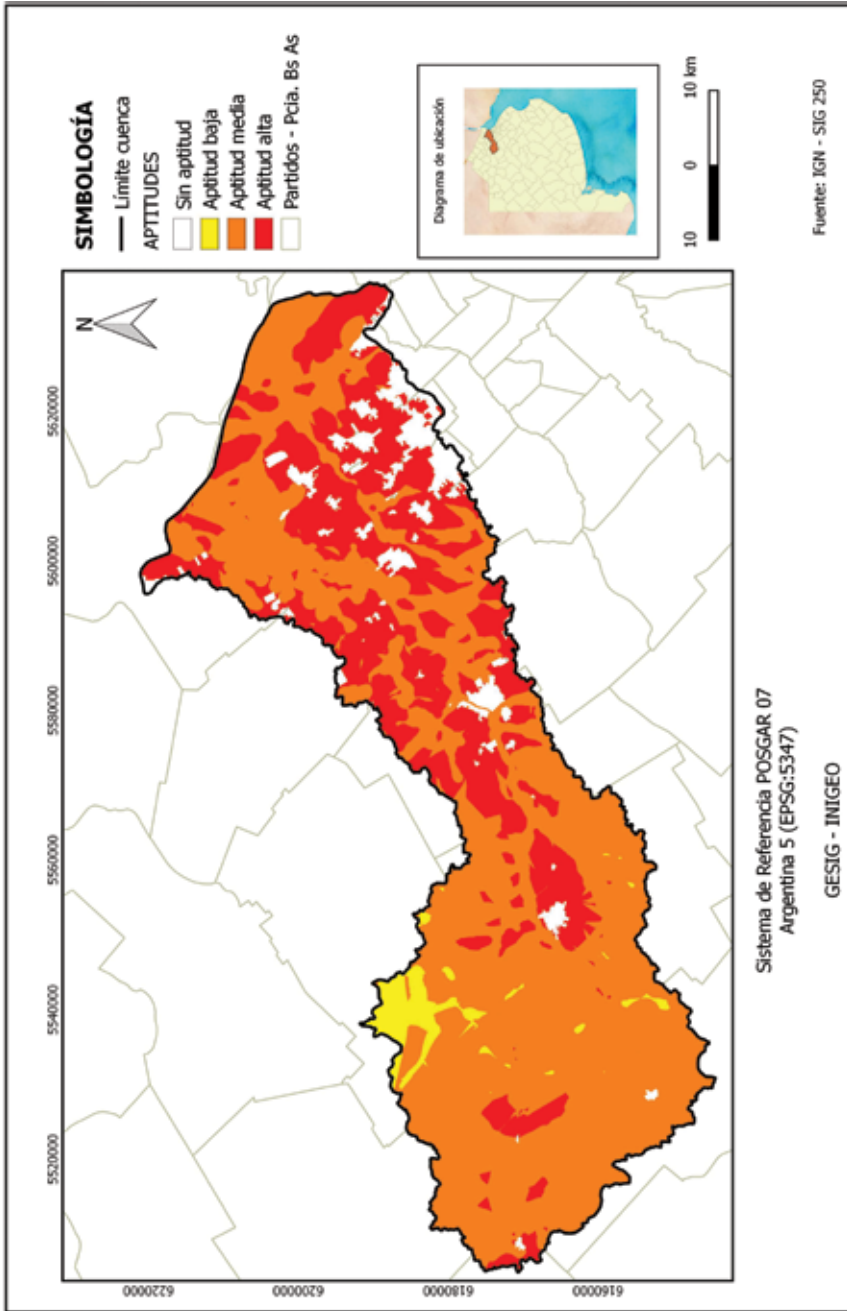 SIMBOLOGÍA
Límite cuenca
APTITUDES
Sin aptitud
Aptitud baja
Aptitud media
Aptitud alta
Partidos - Pcia. Bs As
Diagrama de ubicación
10
0
10 km
Fuente: IGN - SIG 250
N
5520000
5540000
5560000
5580000
5600000
5620000
6220000
6200000
6180000
6160000
Sistema de Referencia POSGAR 07
Argentina 5 (EPSG:5347)
GESIG - INIGEO